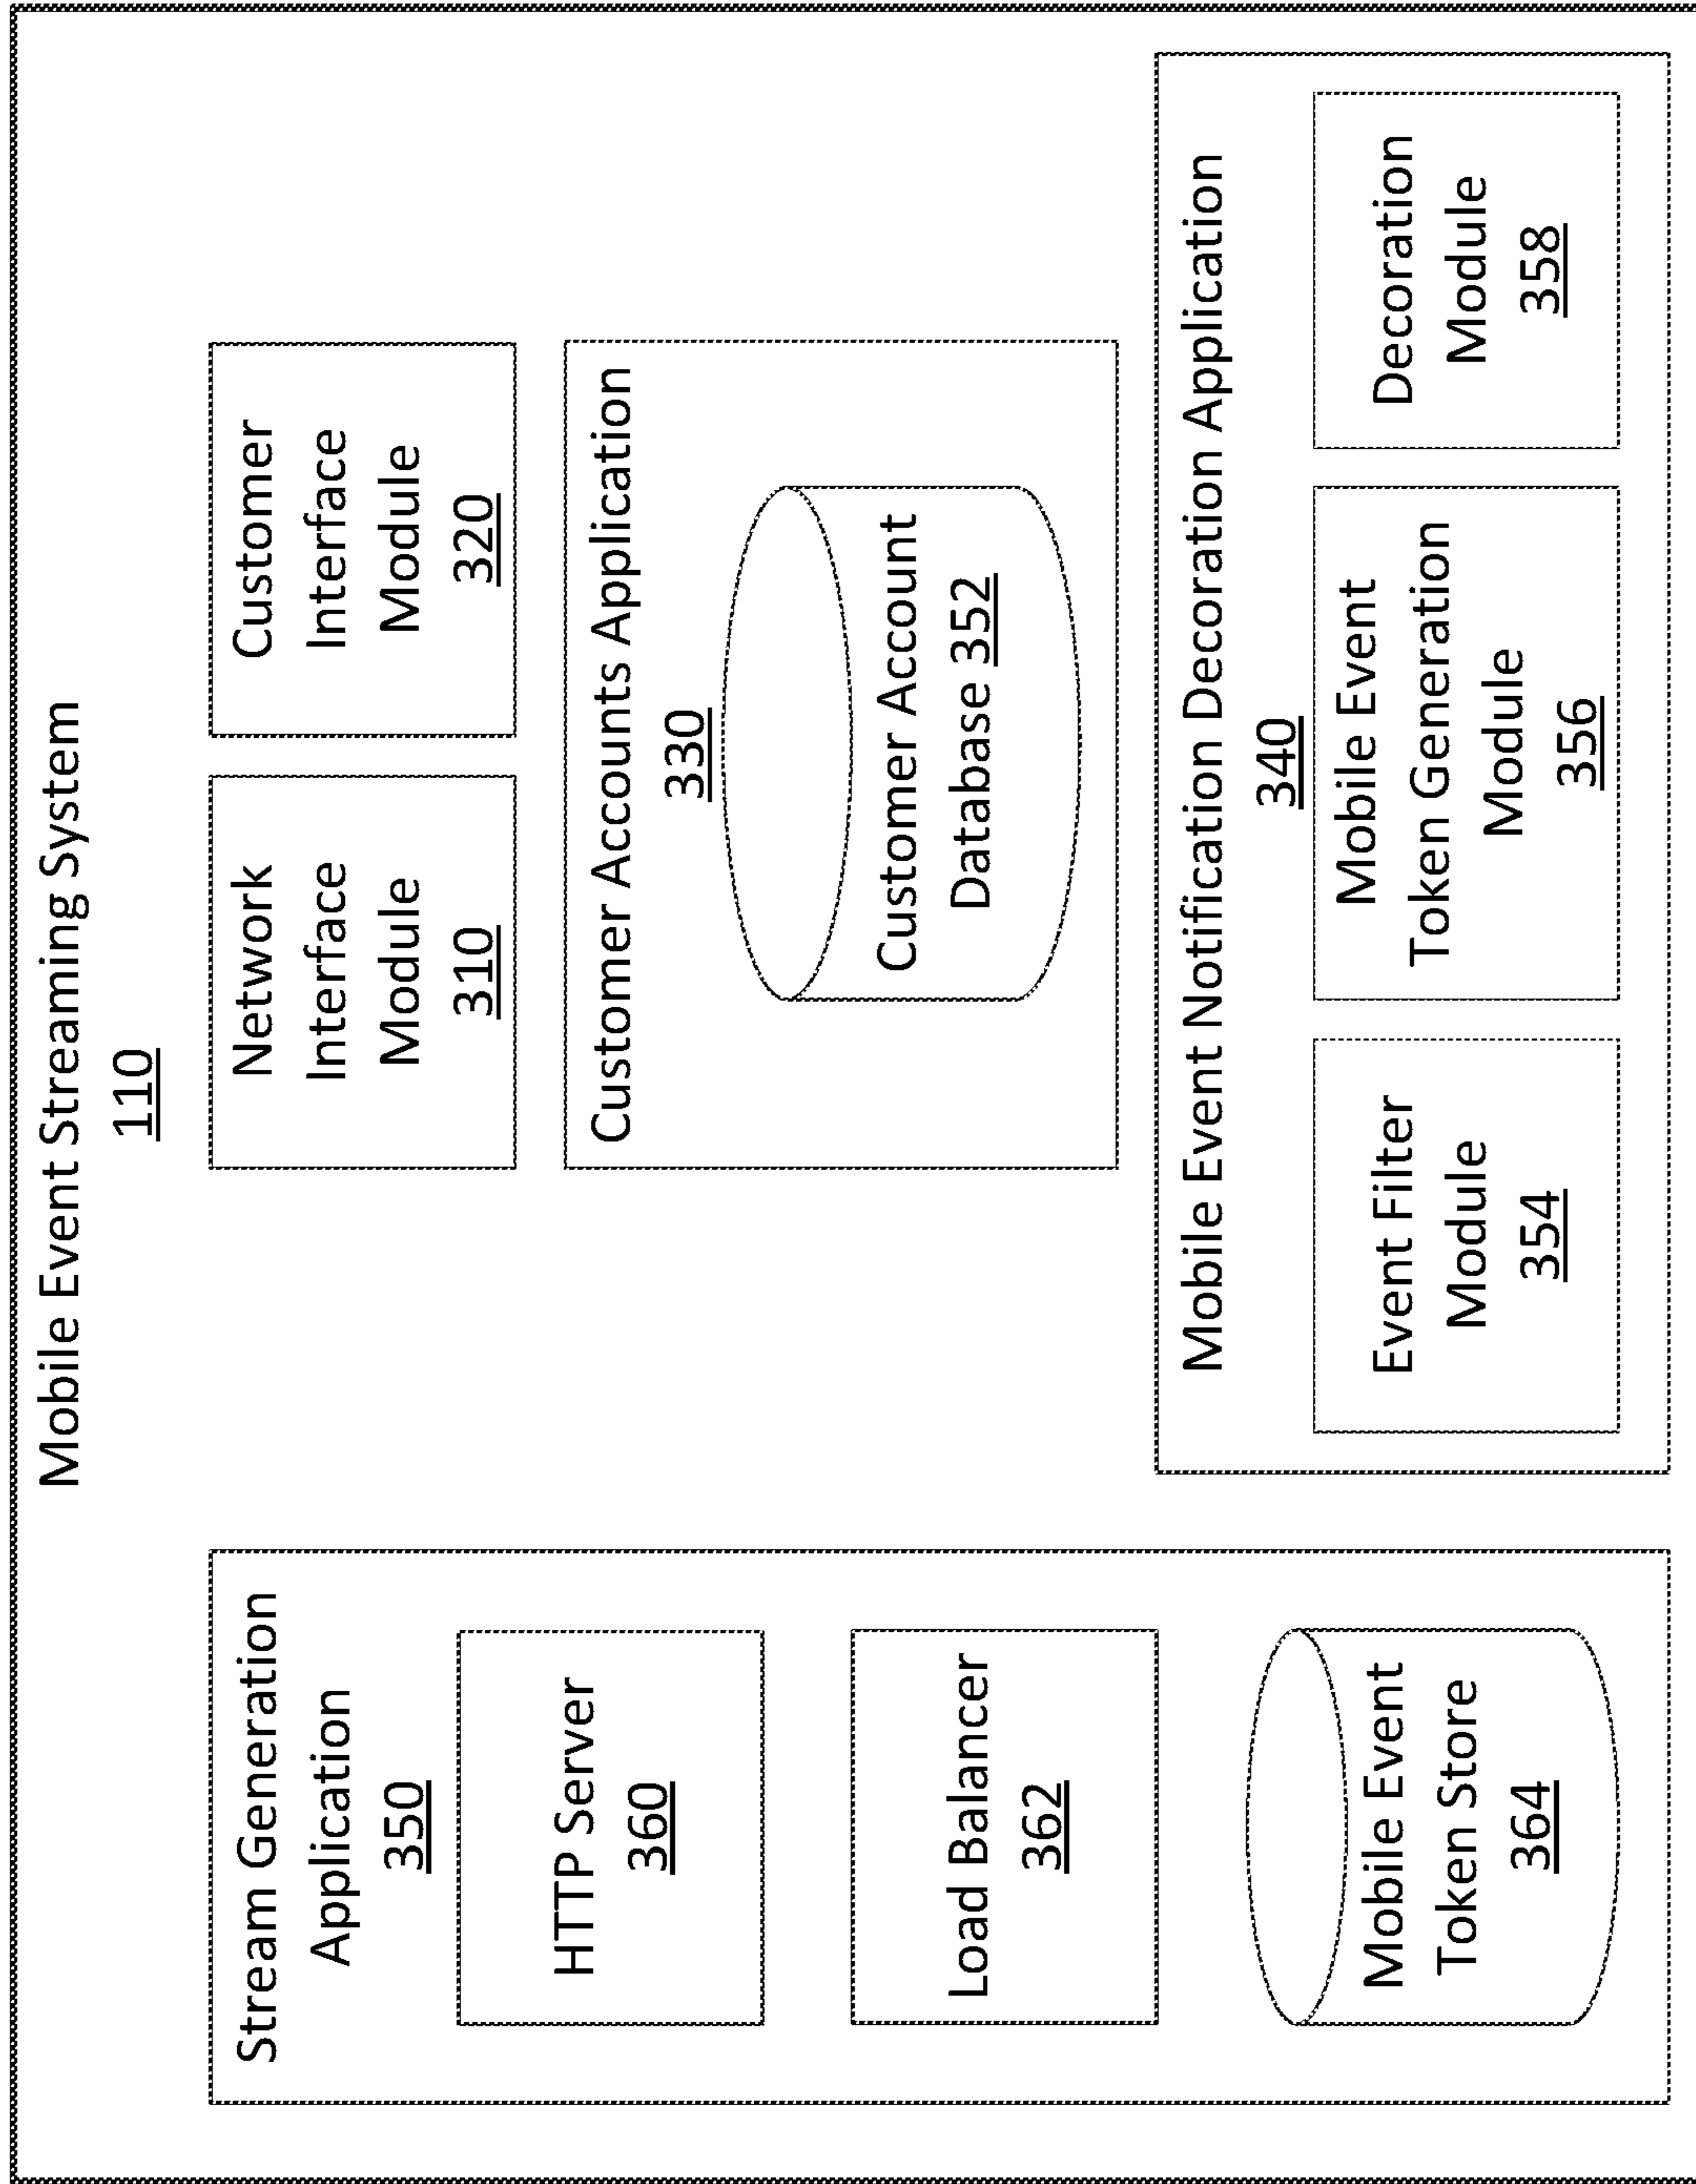 Mobile Event Streaming System
110
Stream Generation
Application
350
HTTP Server
360
Load Balancer
362
Mobile Event
Token Store
364
Network
Interface
Module
310
Customer
Interface
Module
320
Customer Accounts Application
330
Customer Account
Database 352
Mobile Event Notification Decoration Application
340
Event Filter
Module
354
Mobile Event
Token Generation
Module
356
Decoration
Module
358